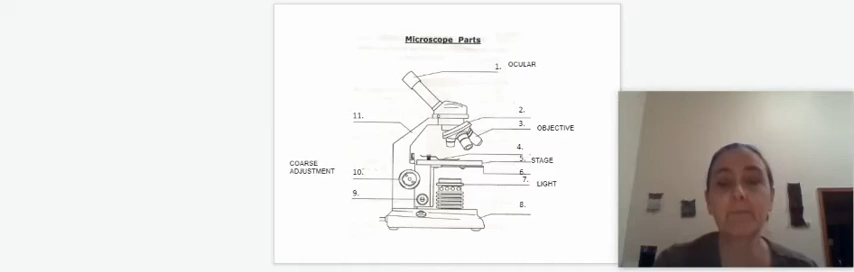 Microscope Parts
1. OCULAR
2.
11.
3. OBJECTIVE
4.
5. STAGE
COARSE
ADJUSTMENT
10.
6.
7. LIGHT
9.
8.